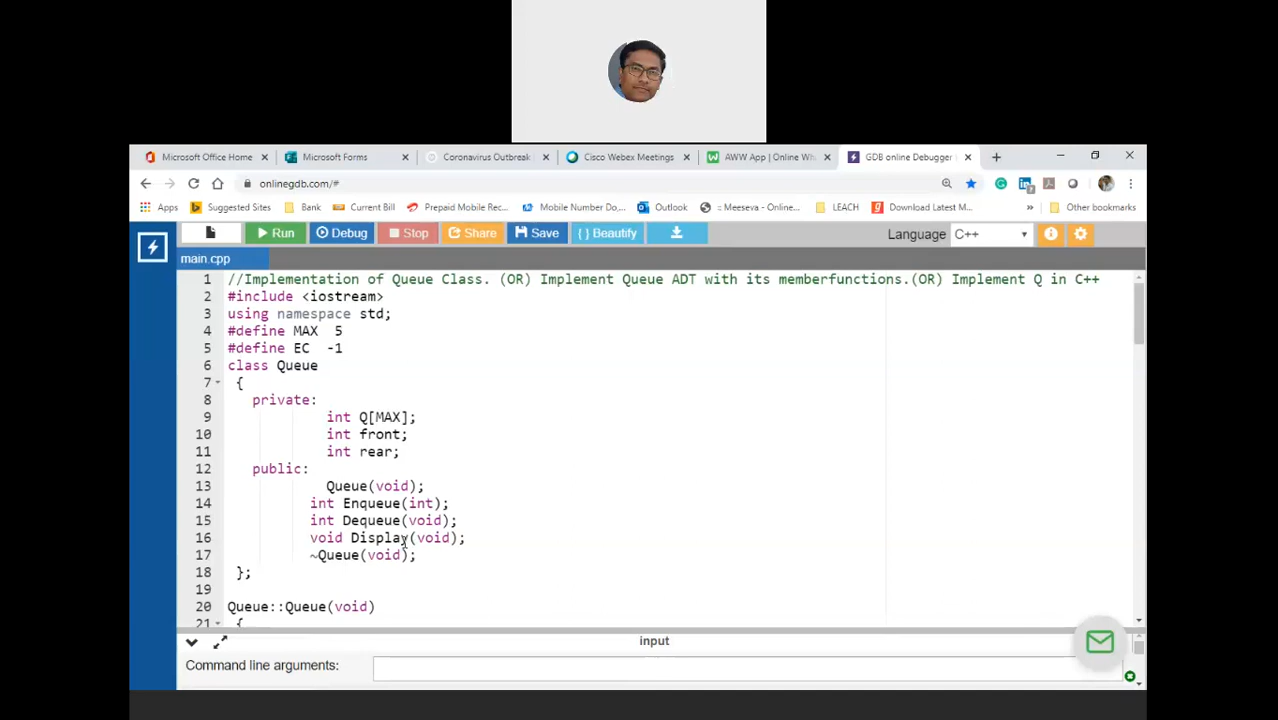 Microsoft Office Home
Microsoft Forms
Coronavirus Outbreak
Cisco Webex Meetings
AWW App | Online Wh
GDB online Debugger
onlinegdb.com/#
Apps
Suggested Sites
Bank
Current Bill
Prepaid Mobile Rec...
Mobile Number Do,...
Outlook
Meeseva - Online...
LEACH
Download Latest M...
»
Other bookmarks
Run
Debug
Stop
Share
Save
{ } Beautify
Language
C++
main.cpp
1 //Implementation of Queue Class. (OR) Implement Queue ADT with its memberfunctions.(OR) Implement Q in C++
2 #include <iostream>
3 using namespace std;
4 #define MAX 5
5 #define EC -1
6 class Queue
7 {
8 private:
9 int Q[MAX];
10 int front;
11 int rear;
12 public:
13 Queue(void);
14 int Enqueue(int);
15 int Dequeue(void);
16 void Display(void);
17 ~Queue(void);
18 };
19
20 Queue::Queue(void)
21 {
input
Command line arguments: